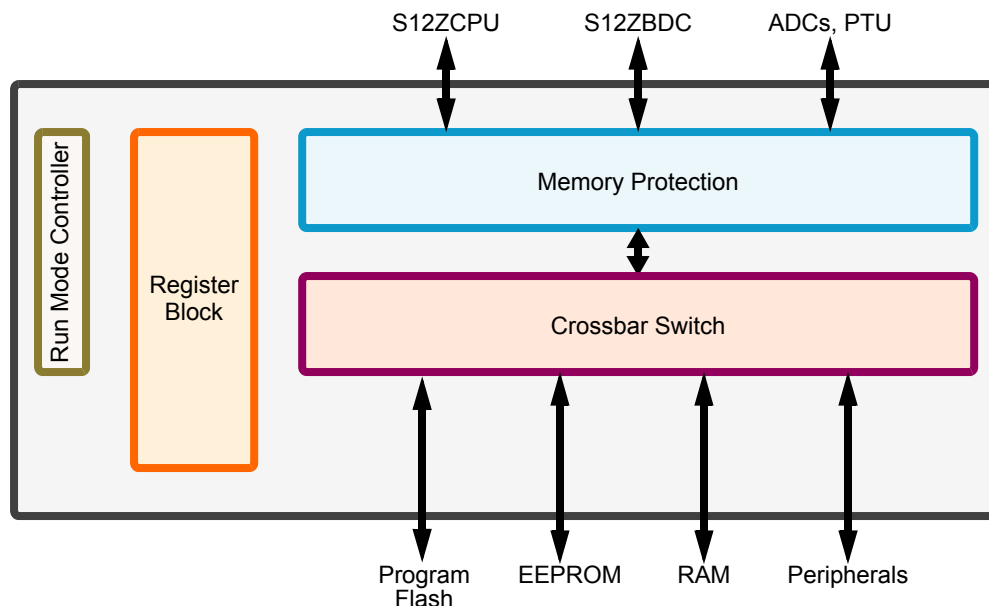 S12ZCPU
S12ZBDC
ADCs, PTU
Run Mode Controller
Register
Block
Memory Protection
Crossbar Switch
Program
Flash
EEPROM
RAM
Peripherals